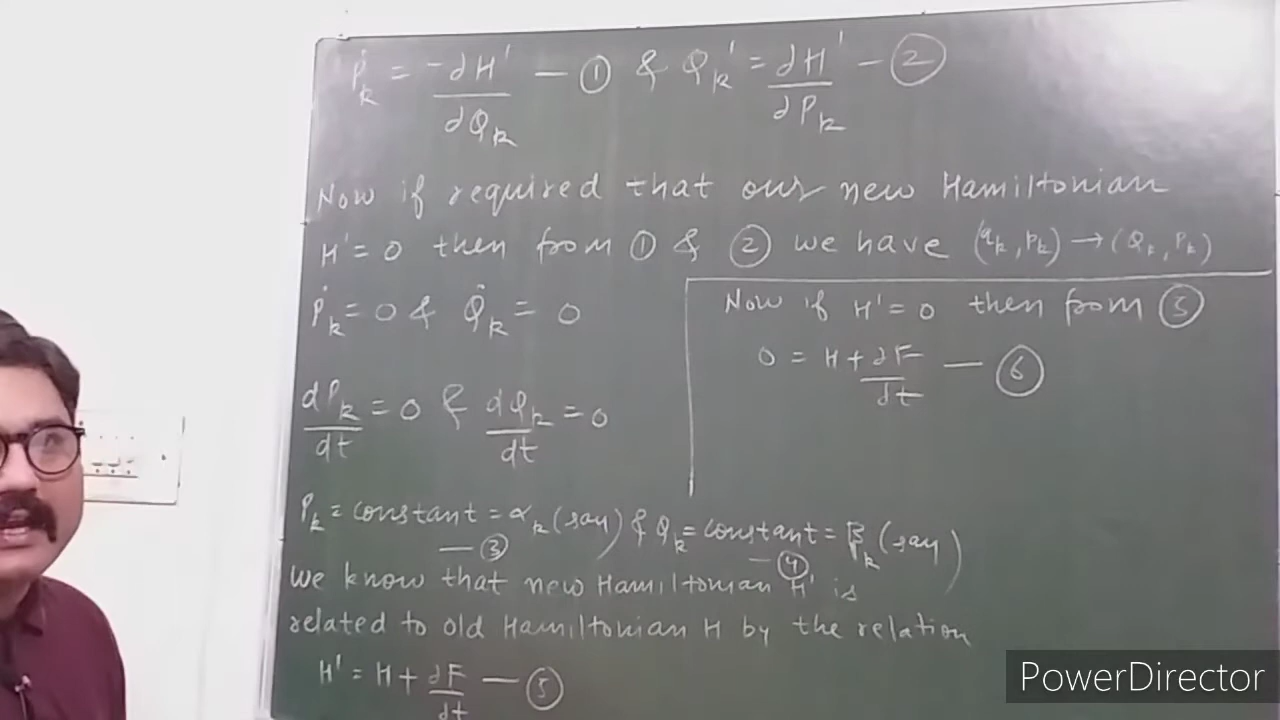 Ṗk = -∂H'/∂Qk — ① & Qk' = ∂H'/∂Pk — ②
Now if required that our new Hamiltonian
H' = 0 then from ① & ② we have (qk, pk) → (Qk, Pk)
Ṗk = 0 & Q̇k = 0
dPk/dt = 0 & dQk/dt = 0
Pk = constant = αk (say) & Qk = constant = βk (say)
— ③ — ④
We know that new Hamiltonian H' is
related to old Hamiltonian H by the relation
H' = H + ∂F/∂t — ⑤
Now if H' = 0 then from ⑤
0 = H + ∂F/∂t — ⑥
PowerDirector